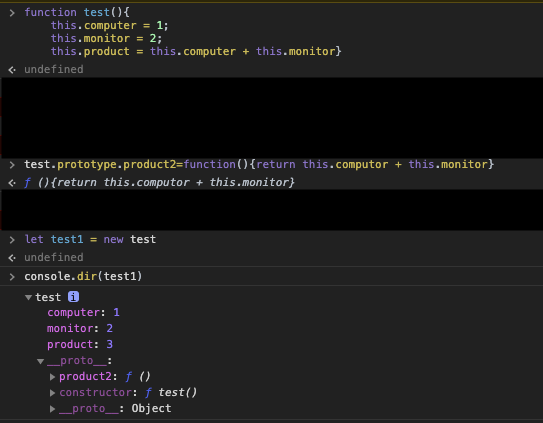 > function test(){
this.computer = 1;
this.monitor = 2;
this.product = this.computer + this.monitor}
undefined
> test.prototype.product2=function(){return this.computor + this.monitor}
ƒ (){return this.computor + this.monitor}
> let test1 = new test
undefined
> console.dir(test1)
▼ test i
computer: 1
monitor: 2
product: 3
▼ __proto__:
▶ product2: ƒ ()
▶ constructor: ƒ test()
▶ __proto__: Object